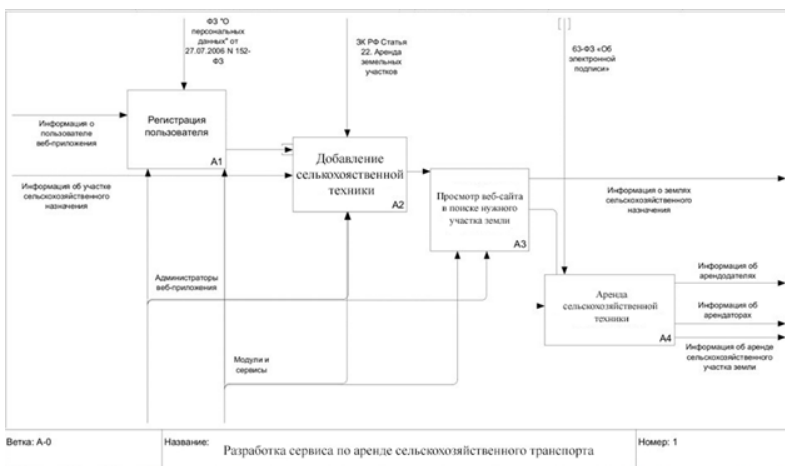 ФЗ "О
персональных
данных" от
27.07.2006 N 152-
ФЗ
ЗК РФ Статья
22. Аренда
земельных
участков
63-ФЗ «Об
электронной
подписи»
Информация о
пользователе
веб-приложения
Регистрация
пользователя
A1
Информация об участке
сельскохозяйственного
назначения
Добавление
сельхохояственной
техники
A2
Просмотр веб-сайта
в поиске нужного
участка земли
A3
Информация о землях
сельскохозяйственного
назначения
Администраторы
веб-приложения
Аренда
сельскохозяйственной
техники
A4
Информация об
арендодателях
Информация об
арендаторах
Информация об аренде
сельскохозяйственного
участка земли
Модули и
сервисы
Ветка: A-0
Название:
Разработка сервиса по аренде сельскохозяйственного транспорта
Номер: 1